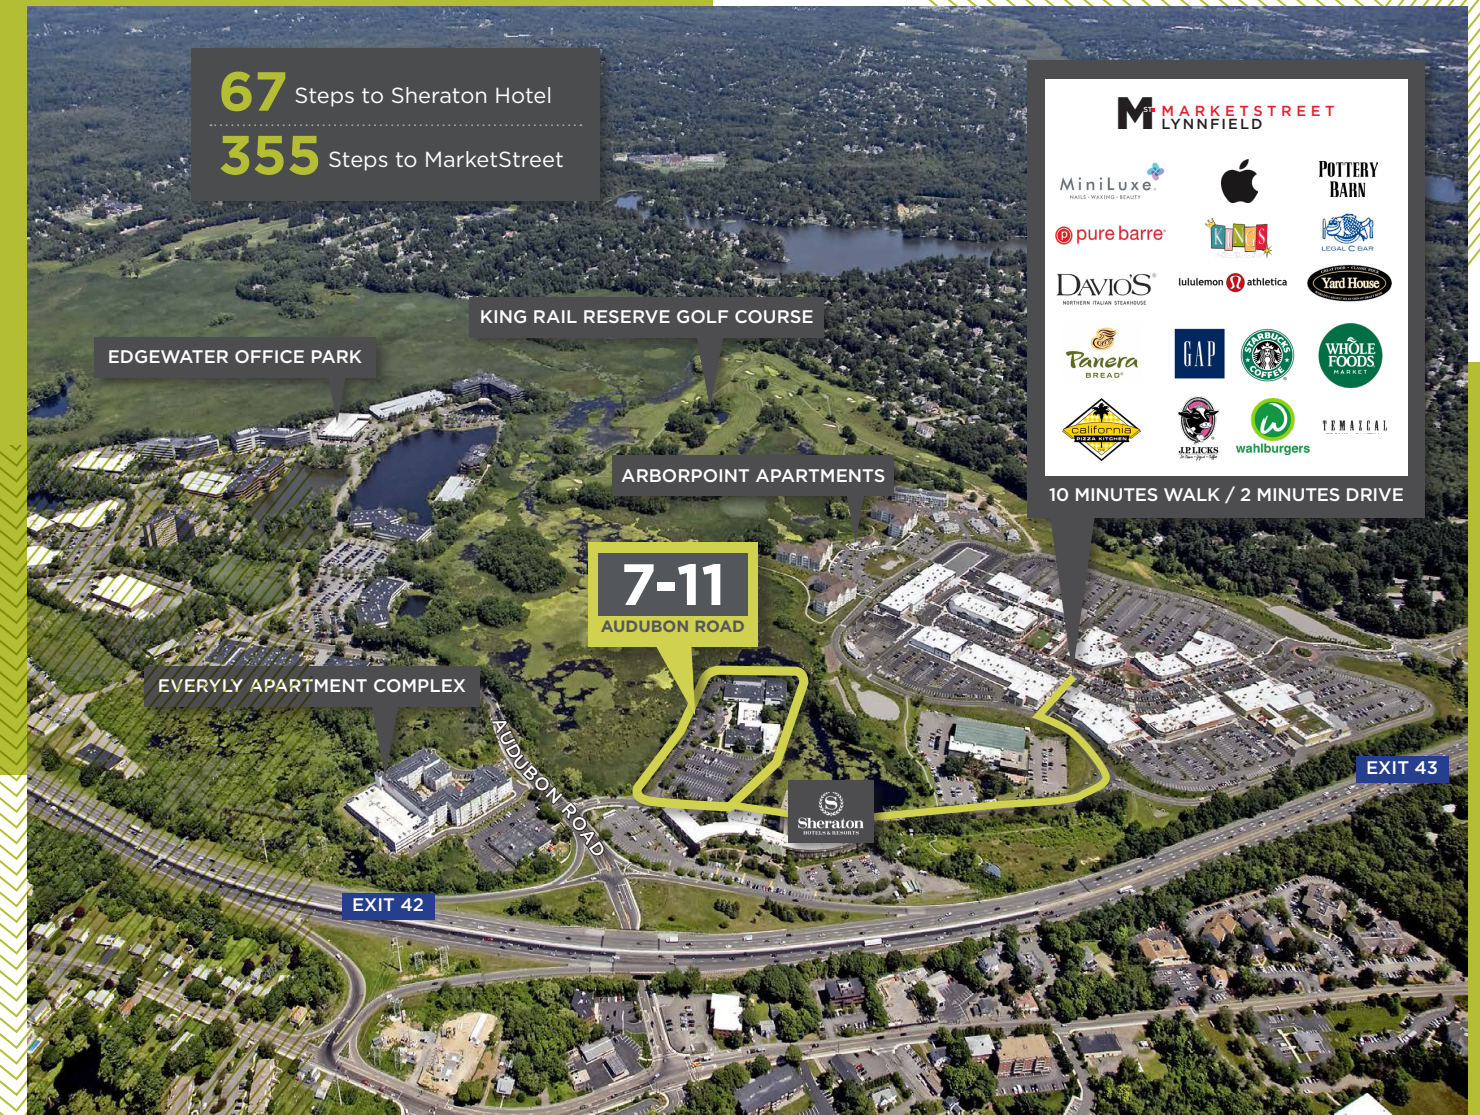 67 Steps to Sheraton Hotel
355 Steps to MarketStreet
M ST MARKETSTREET
LYNNFIELD
MiniLuxe
NAILS • WAXING • BEAUTY
POTTERY
BARN
pure barre
KINGS
LEGAL C BAR
DAVIO'S
NORTHERN ITALIAN STEAKHOUSE
lululemon athletica
Yard House
Panera
BREAD
GAP
STARBUCKS
COFFEE
WHOLE
FOODS
MARKET
california
PIZZA KITCHEN
J.P. LICKS
wahlburgers
TEMAZCAL
10 MINUTES WALK / 2 MINUTES DRIVE
KING RAIL RESERVE GOLF COURSE
EDGEWATER OFFICE PARK
ARBORPOINT APARTMENTS
7-11
AUDUBON ROAD
EVERYLY APARTMENT COMPLEX
AUDUBON ROAD
Sheraton
HOTELS & RESORTS
EXIT 43
EXIT 42